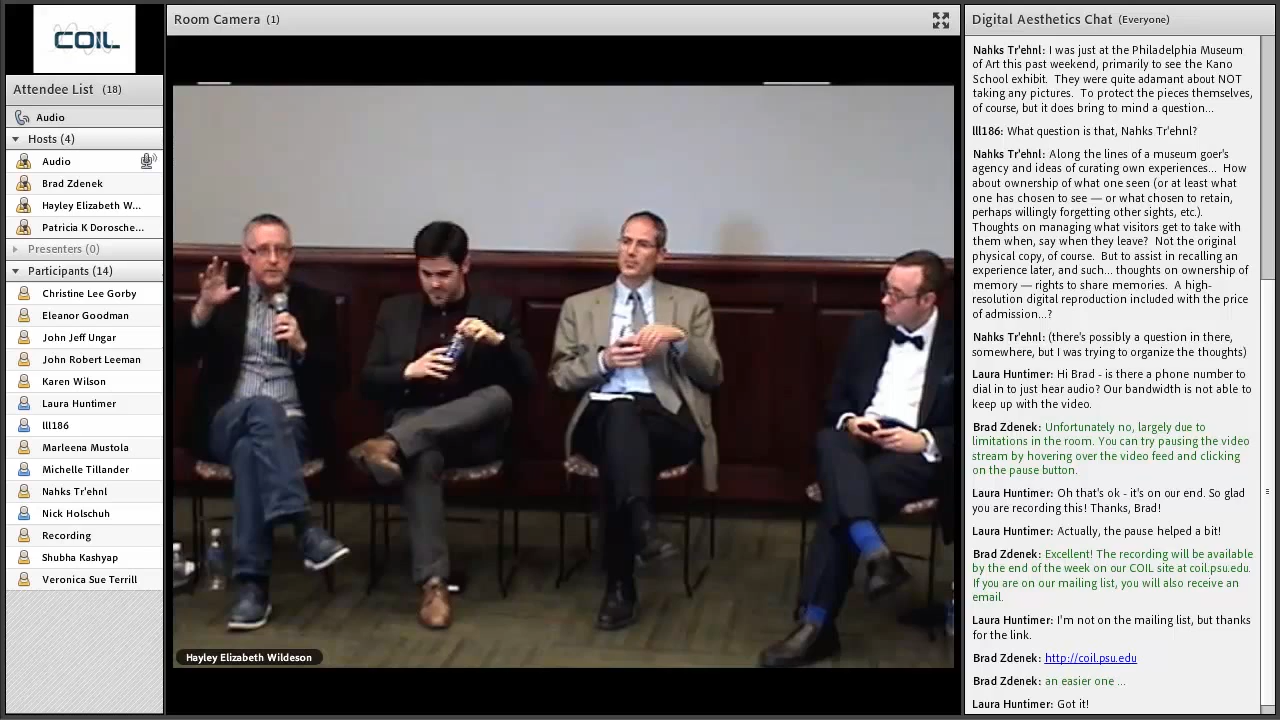 COIL
Attendee List (18)
Audio
Hosts (4)
Audio
Brad Zdenek
Hayley Elizabeth W...
Patricia K Dorosche...
Presenters (0)
Participants (14)
Christine Lee Gorby
Eleanor Goodman
John Jeff Ungar
John Robert Leeman
Karen Wilson
Laura Huntimer
lll186
Marleena Mustola
Michelle Tillander
Nahks Tr'ehnl
Nick Holschuh
Recording
Shubha Kashyap
Veronica Sue Terrill
Room Camera (1)
Hayley Elizabeth Wildeson
Digital Aesthetics Chat (Everyone)
Nahks Tr'ehnl: I was just at the Philadelphia Museum
of Art this past weekend, primarily to see the Kano
School exhibit. They were quite adamant about NOT
taking any pictures. To protect the pieces themselves,
of course, but it does bring to mind a question...
lll186: What question is that, Nahks Tr'ehnl?
Nahks Tr'ehnl: Along the lines of a museum goer's
agency and ideas of curating own experiences... How
about ownership of what one seen (or at least what
one has chosen to see — or what chosen to retain,
perhaps willingly forgetting other sights, etc.).
Thoughts on managing what visitors get to take with
them when, say when they leave? Not the original
physical copy, of course. But to assist in recalling an
experience later, and such... thoughts on ownership of
memory — rights to share memories. A high-
resolution digital reproduction included with the price
of admission...?
Nahks Tr'ehnl: (there's possibly a question in there,
somewhere, but I was trying to organize the thoughts)
Laura Huntimer: Hi Brad - is there a phone number to
dial in to just hear audio? Our bandwidth is not able to
keep up with the video.
Brad Zdenek: Unfortunately no, largely due to
limitations in the room. You can try pausing the video
stream by hovering over the video feed and clicking
on the pause button.
Laura Huntimer: Oh that's ok - it's on our end. So glad
you are recording this! Thanks, Brad!
Laura Huntimer: Actually, the pause helped a bit!
Brad Zdenek: Excellent! The recording will be available
by the end of the week on our COIL site at coil.psu.edu.
If you are on our mailing list, you will also receive an
email.
Laura Huntimer: I'm not on the mailing list, but thanks
for the link.
Brad Zdenek: http://coil.psu.edu
Brad Zdenek: an easier one ...
Laura Huntimer: Got it!